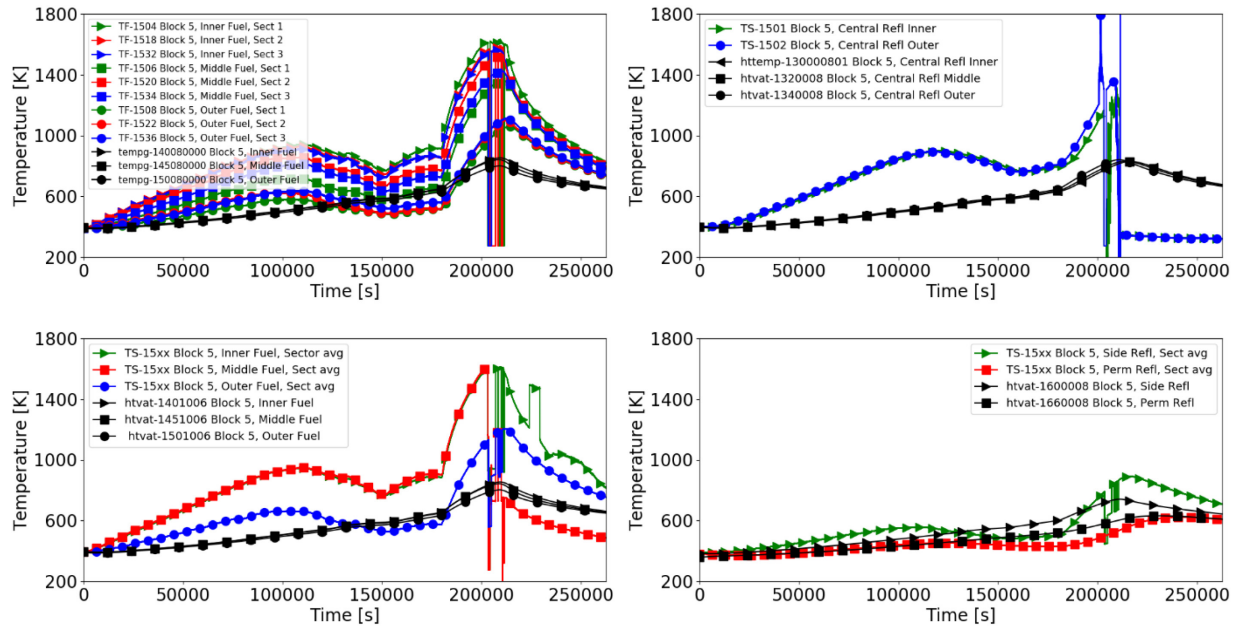 1800
1400
1000
600
200
Temperature [K]
TF-1504 Block 5, Inner Fuel, Sect 1
TF-1518 Block 5, Inner Fuel, Sect 2
TF-1532 Block 5, Inner Fuel, Sect 3
TF-1506 Block 5, Middle Fuel, Sect 1
TF-1520 Block 5, Middle Fuel, Sect 2
TF-1534 Block 5, Middle Fuel, Sect 3
TF-1508 Block 5, Outer Fuel, Sect 1
TF-1522 Block 5, Outer Fuel, Sect 2
TF-1536 Block 5, Outer Fuel, Sect 3
tempg-140080000 Block 5, Inner Fuel
tempg-145080000 Block 5, Middle Fuel
tempg-150080000 Block 5, Outer Fuel
0 50000 100000 150000 200000 250000
Time [s]
1800
1400
1000
600
200
Temperature [K]
TS-1501 Block 5, Central Refl Inner
TS-1502 Block 5, Central Refl Outer
httemp-130000801 Block 5, Central Refl Inner
htvat-1320008 Block 5, Central Refl Middle
htvat-1340008 Block 5, Central Refl Outer
0 50000 100000 150000 200000 250000
Time [s]
1800
1400
1000
600
200
Temperature [K]
TS-15xx Block 5, Inner Fuel, Sector avg
TS-15xx Block 5, Middle Fuel, Sect avg
TS-15xx Block 5, Outer Fuel, Sect avg
htvat-1401006 Block 5, Inner Fuel
htvat-1451006 Block 5, Middle Fuel
htvat-1501006 Block 5, Outer Fuel
0 50000 100000 150000 200000 250000
Time [s]
1800
1400
1000
600
200
Temperature [K]
TS-15xx Block 5, Side Refl, Sect avg
TS-15xx Block 5, Perm Refl, Sect avg
htvat-1600008 Block 5, Side Refl
htvat-1660008 Block 5, Perm Refl
0 50000 100000 150000 200000 250000
Time [s]